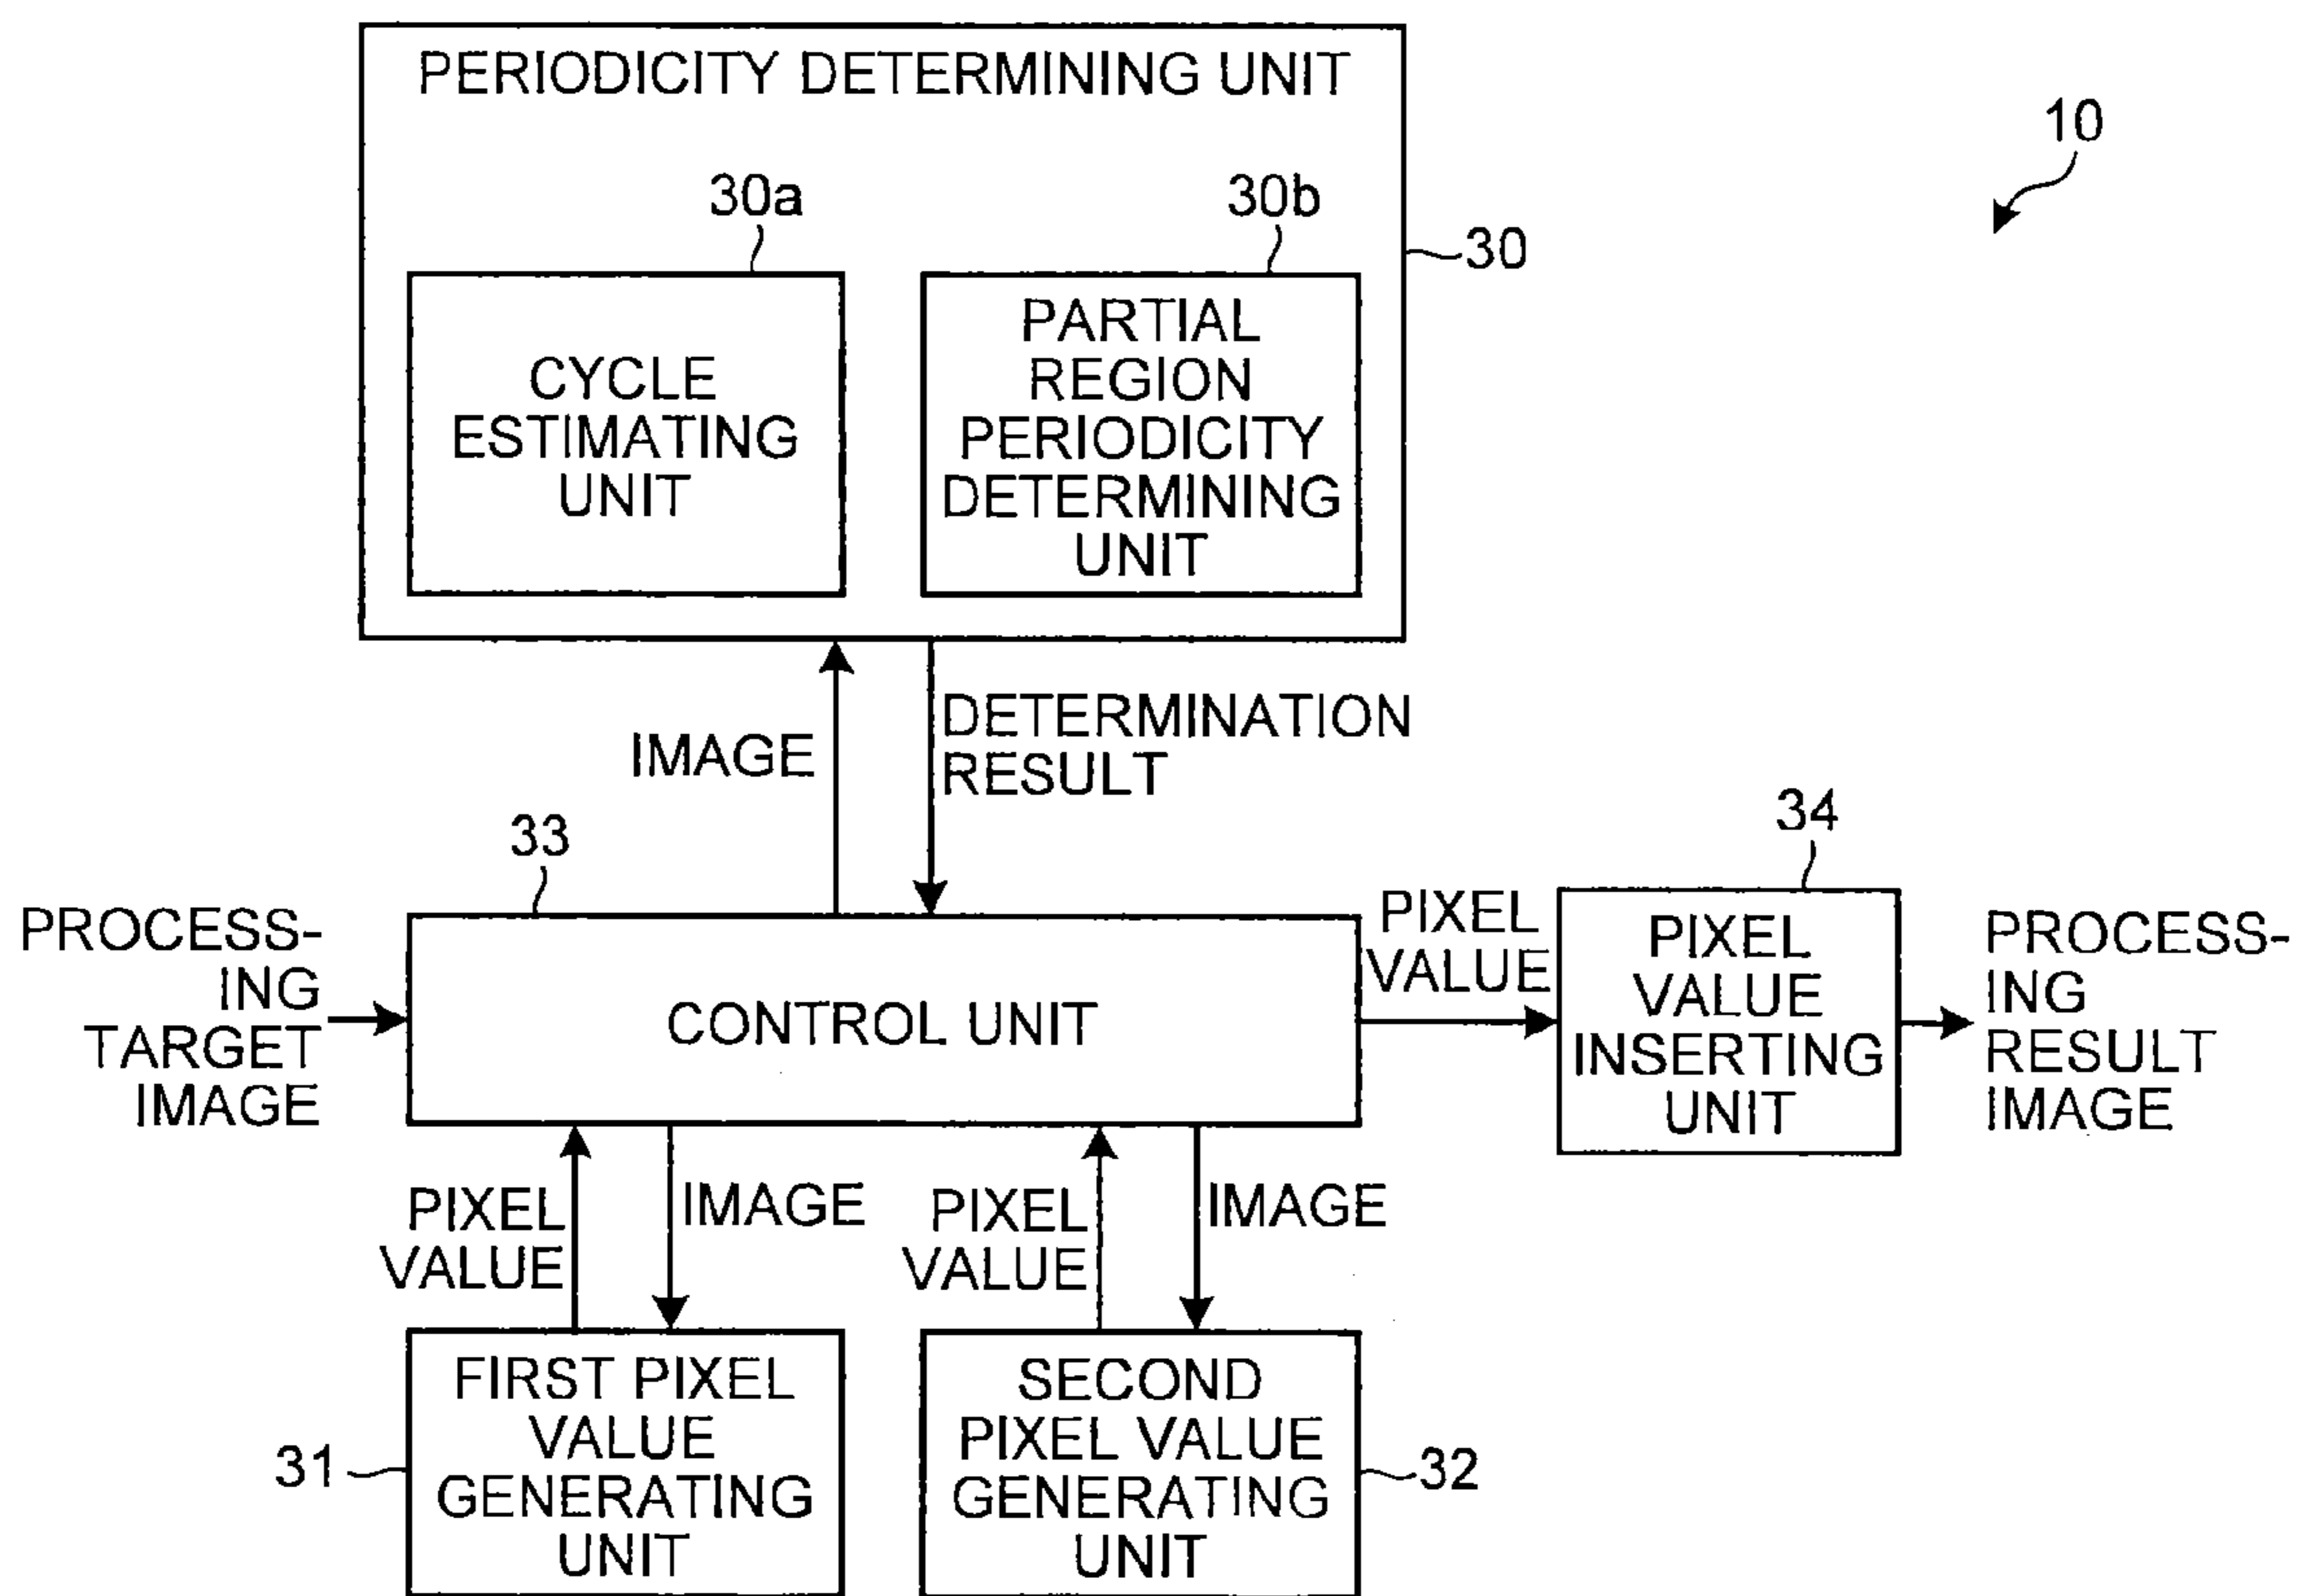 PERIODICITY DETERMINING UNIT
10
30a
30b
30
CYCLE
ESTIMATING
UNIT
PARTIAL
REGION
PERIODICITY
DETERMINING
UNIT
IMAGE
DETERMINATION
RESULT
33
34
PROCESS-
ING
TARGET
IMAGE
CONTROL UNIT
PIXEL
VALUE
PIXEL
VALUE
INSERTING
UNIT
PROCESS-
ING
RESULT
IMAGE
PIXEL
VALUE
IMAGE
PIXEL
VALUE
IMAGE
31
FIRST PIXEL
VALUE
GENERATING
UNIT
SECOND
PIXEL VALUE
GENERATING
UNIT
32